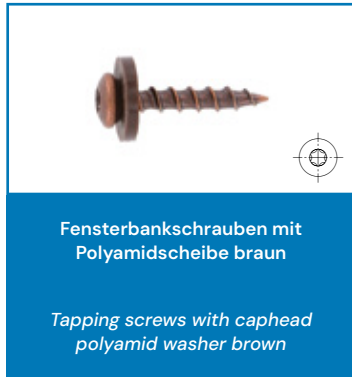 Fensterbankschrauben mit
Polyamidscheibe braun
Tapping screws with caphead
polyamid washer brown